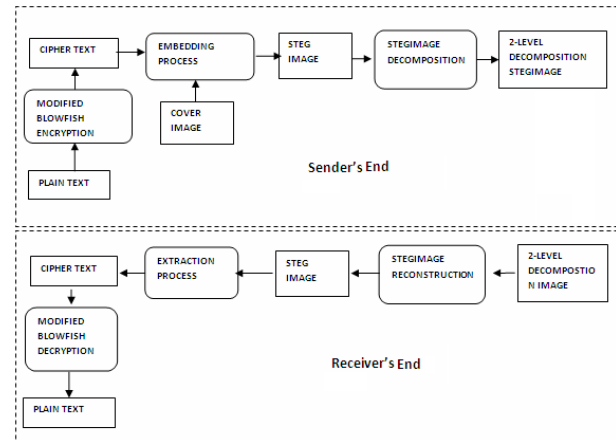 CIPHER TEXT
EMBEDDING
PROCESS
STEG
IMAGE
STEGIMAGE
DECOMPOSITION
2-LEVEL
DECOMPOSITION
STEGIMAGE
MODIFIED
BLOWFISH
ENCRYPTION
COVER
IMAGE
PLAIN TEXT
Sender's End
CIPHER TEXT
EXTRACTION
PROCESS
STEG
IMAGE
STEGIMAGE
RECONSTRUCTION
2-LEVEL
DECOMPOSTIO
N IMAGE
MODIFIED
BLOWFISH
DECRYPTION
Receiver's End
PLAIN TEXT